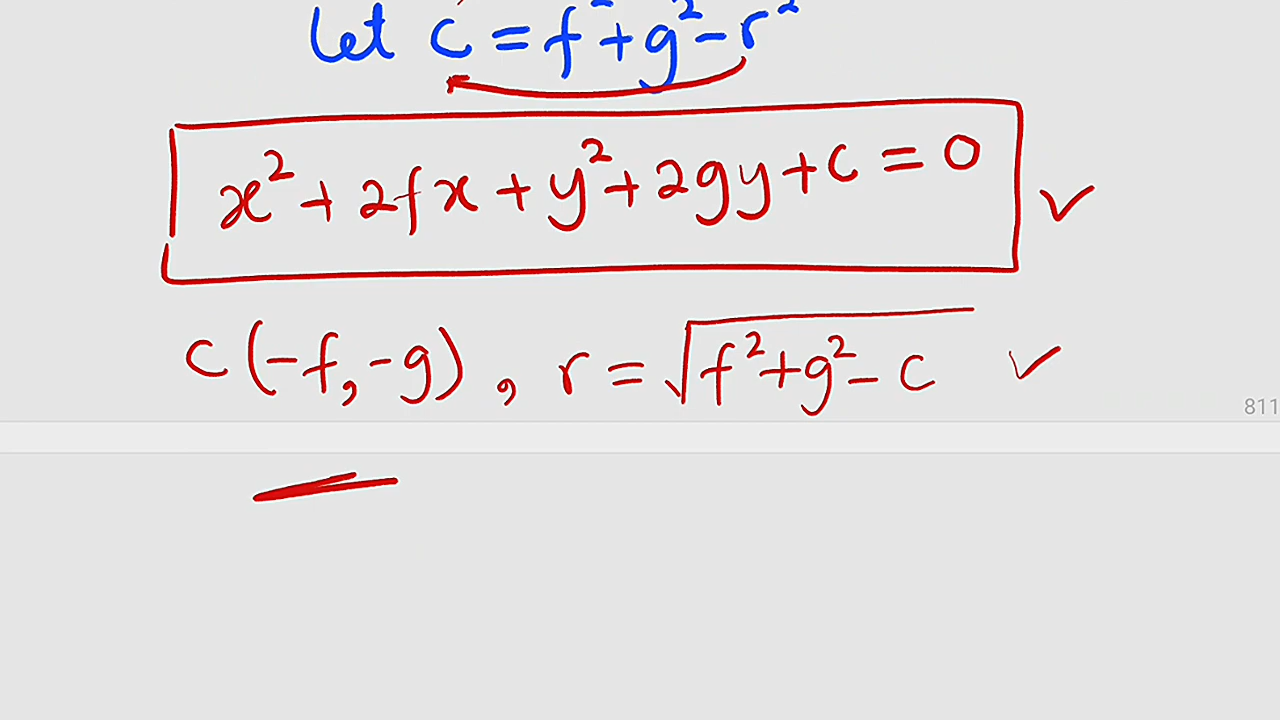 let c = f² + g² - r²
x² + 2fx + y² + 2gy + c = 0 ✓
c (-f, -g) , r = √(f² + g² - c) ✓
811